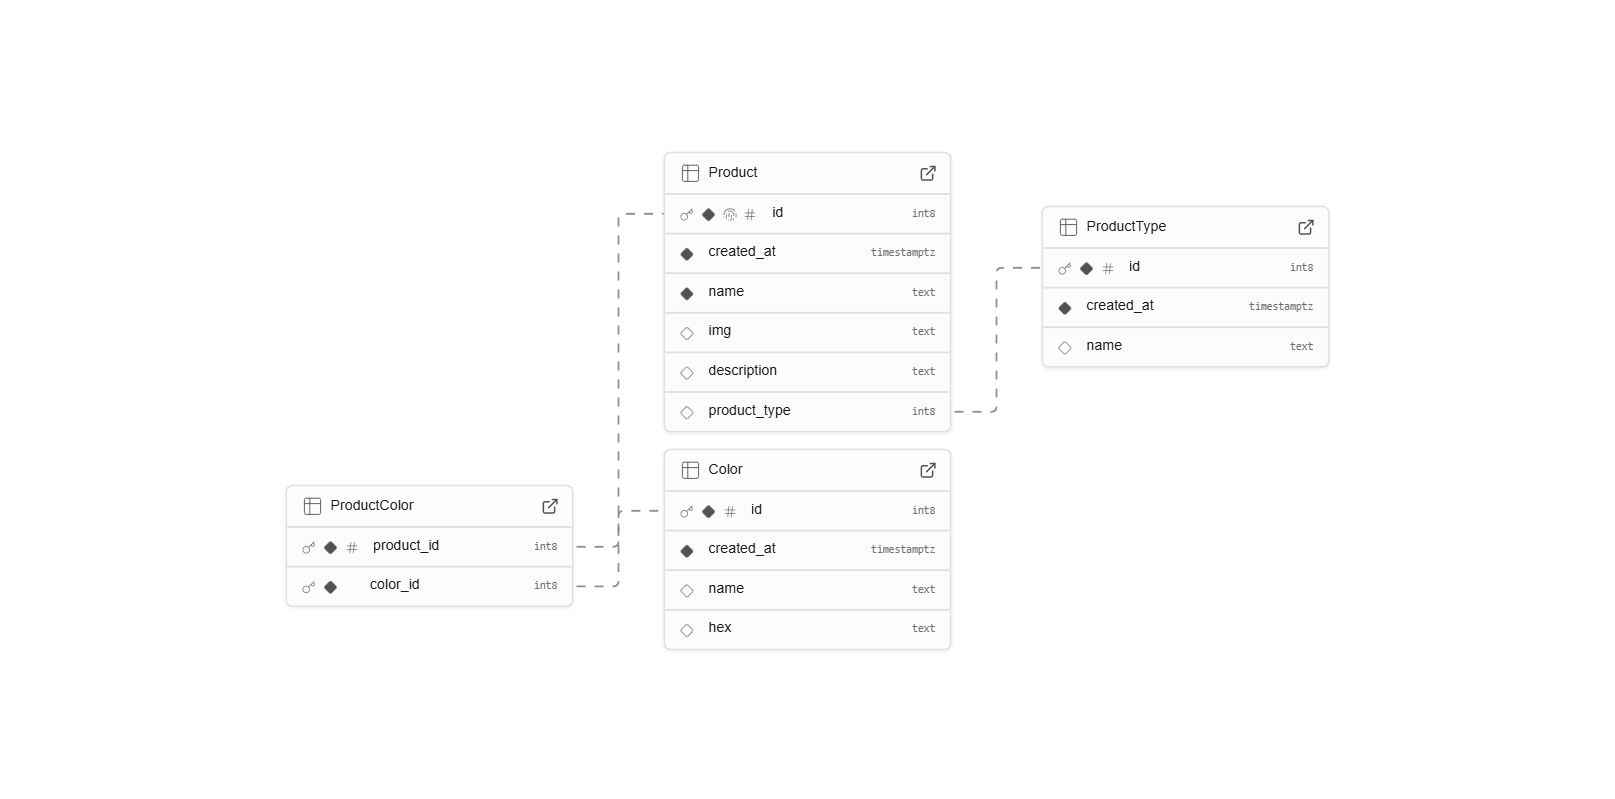 Product
id int8
created_at timestamptz
name text
img text
description text
product_type int8
ProductType
id int8
created_at timestamptz
name text
Color
id int8
created_at timestamptz
name text
hex text
ProductColor
product_id int8
color_id int8